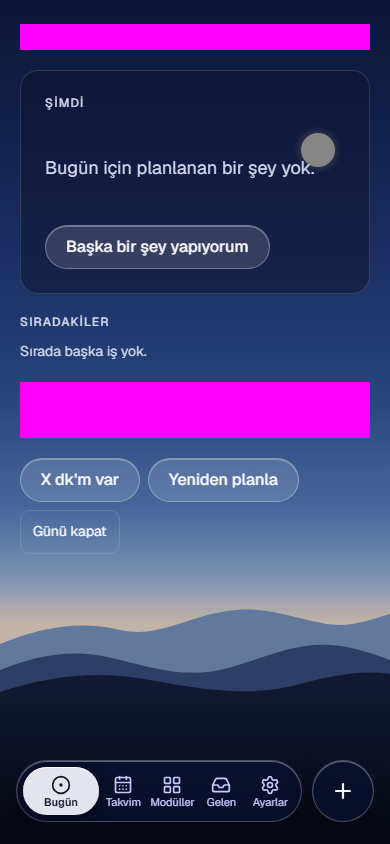 ŞİMDİ
Bugün için planlanan bir şey yok.
Başka bir şey yapıyorum
SIRADAKİLER
Sırada başka iş yok.
X dk'm var
Yeniden planla
Günü kapat
Bugün
Takvim
Modüller
Gelen
Ayarlar